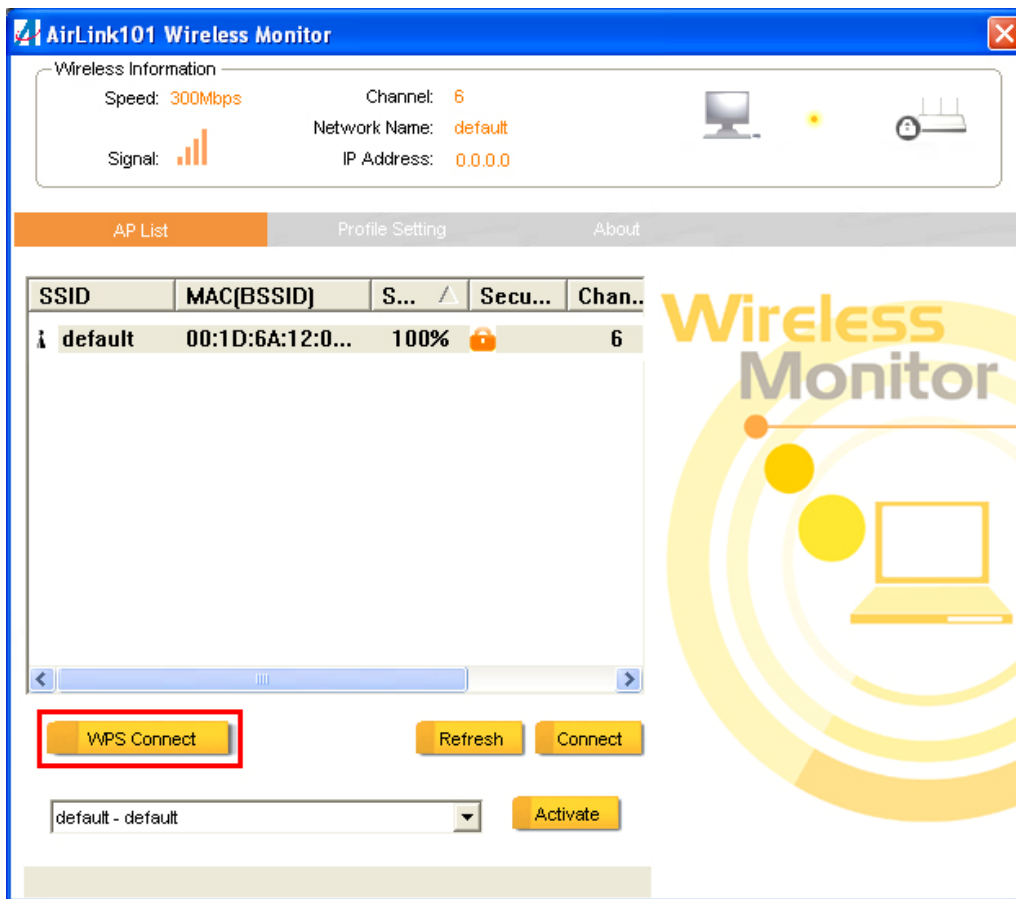 AirLink101 Wireless Monitor
Wireless Information
Speed: 300Mbps
Channel: 6
Network Name: default
Signal:
IP Address: 0.0.0.0
AP List Profile Setting About
SSID MAC(BSSID) S... Secu... Chan..
default 00:1D:6A:12:0... 100% 6
Wireless
Monitor
WPS Connect Refresh Connect
default - default Activate